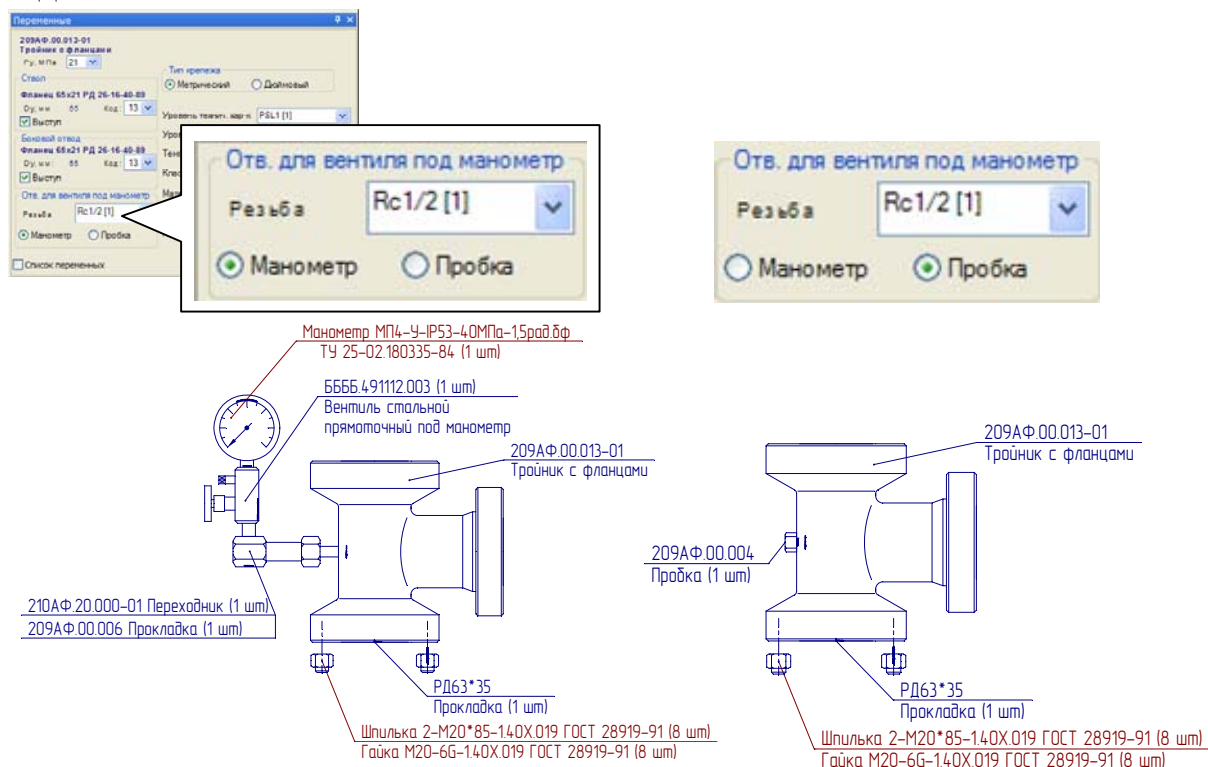 Переменные
209АФ.00.013-01
Тройник с фланцами
Ру, МПа 21
Ствол
Фланец 65х21 РД 26-16-40-89
Dy, мм 65 Код: 13
Выступ
Боковой отвод
Фланец 65х21 РД 26-16-40-89
Dy, мм: 65 Код: 13
Выступ
Отв. для вентиля под манометр
Резьба Rc1/2 [1]
Манометр Пробка
Список переменных
Тип крепежа
Метрический Дюймовый
Уровень PSL1 [1]
Отв. для вентиля под манометр
Резьба Rc1/2 [1]
Манометр Пробка
Отв. для вентиля под манометр
Резьба Rc1/2 [1]
Манометр Пробка
Манометр МП4-У-IP53-40МПа-1,5рад.бф
ТУ 25-02.180335-84 (1 шт)
ББББ.491112.003 (1 шт)
Вентиль стальной
прямоточный под манометр
209АФ.00.013-01
Тройник с фланцами
210АФ.20.000-01 Переходник (1 шт)
209АФ.00.006 Прокладка (1 шт)
РД63*35
Прокладка (1 шт)
Шпилька 2-М20*85-1.40Х.019 ГОСТ 28919-91 (8 шт)
Гайка М20-6G-1.40Х.019 ГОСТ 28919-91 (8 шт)
209АФ.00.013-01
Тройник с фланцами
209АФ.00.004
Пробка (1 шт)
РД63*35
Прокладка (1 шт)
Шпилька 2-М20*85-1.40Х.019 ГОСТ 28919-91 (8 шт)
Гайка М20-6G-1.40Х.019 ГОСТ 28919-91 (8 шт)